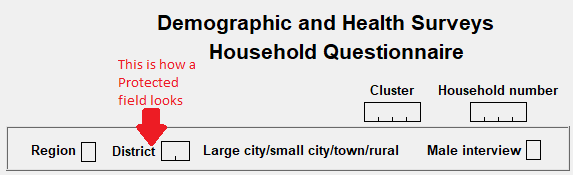 Demographic and Health Surveys
Household Questionnaire
This is how a
Protected
field looks
Cluster Household number
Region District Large city/small city/town/rural Male interview